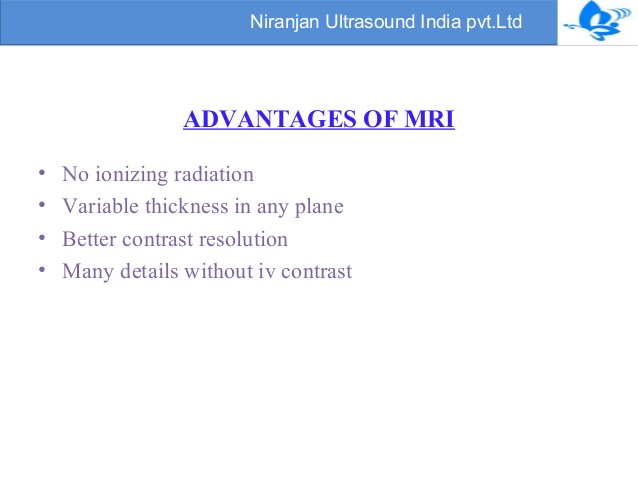 Niranjan Ultrasound India pvt.Ltd
ADVANTAGES OF MRI
• No ionizing radiation
• Variable thickness in any plane
• Better contrast resolution
• Many details without iv contrast